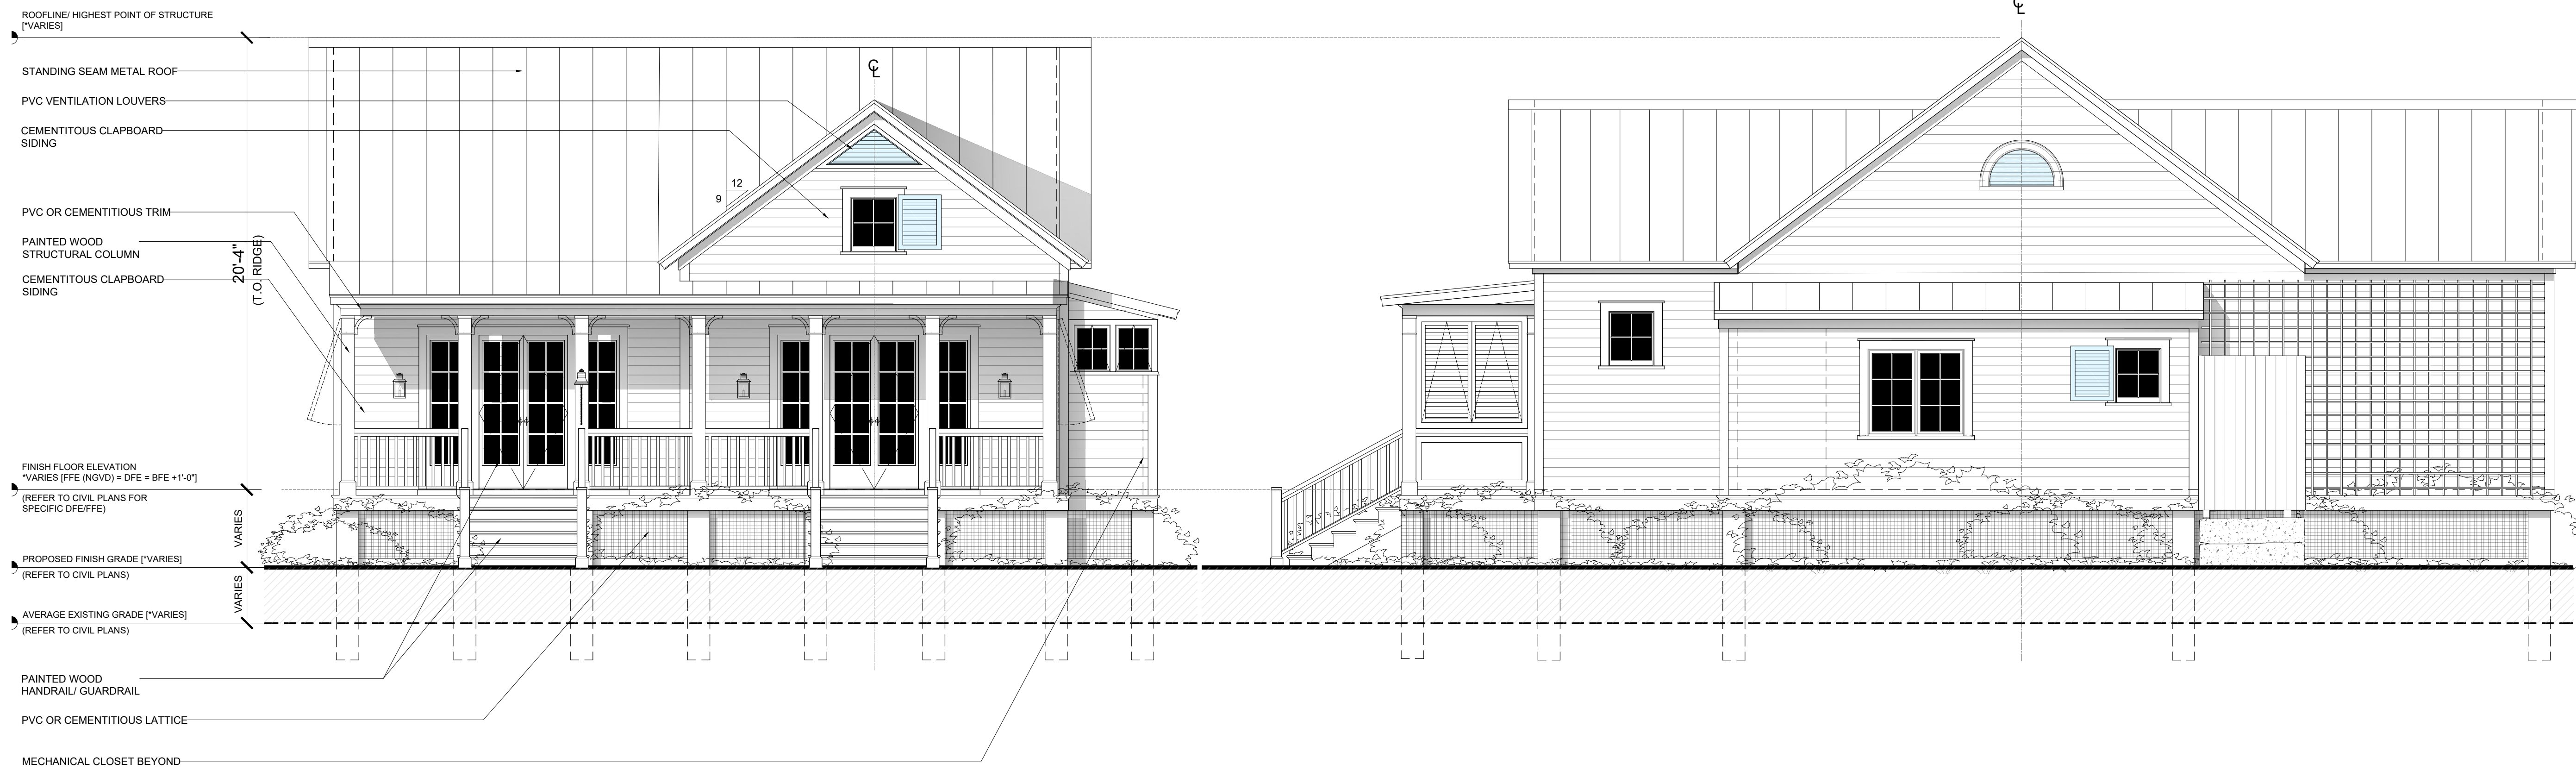 ROOFLINE/ HIGHEST POINT OF STRUCTURE
[*VARIES]
STANDING SEAM METAL ROOF
PVC VENTILATION LOUVERS
CEMENTITOUS CLAPBOARD
SIDING
PVC OR CEMENTITIOUS TRIM
PAINTED WOOD
STRUCTURAL COLUMN
CEMENTITOUS CLAPBOARD
SIDING
20'-4"
(T.O. RIDGE)
FINISH FLOOR ELEVATION
*VARIES [FFE (NGVD) = DFE = BFE +1'-0"]
(REFER TO CIVIL PLANS FOR
SPECIFIC DFE/FFE)
VARIES
PROPOSED FINISH GRADE [*VARIES]
(REFER TO CIVIL PLANS)
VARIES
AVERAGE EXISTING GRADE [*VARIES]
(REFER TO CIVIL PLANS)
PAINTED WOOD
HANDRAIL/ GUARDRAIL
PVC OR CEMENTITIOUS LATTICE
MECHANICAL CLOSET BEYOND
12
9
℄
℄